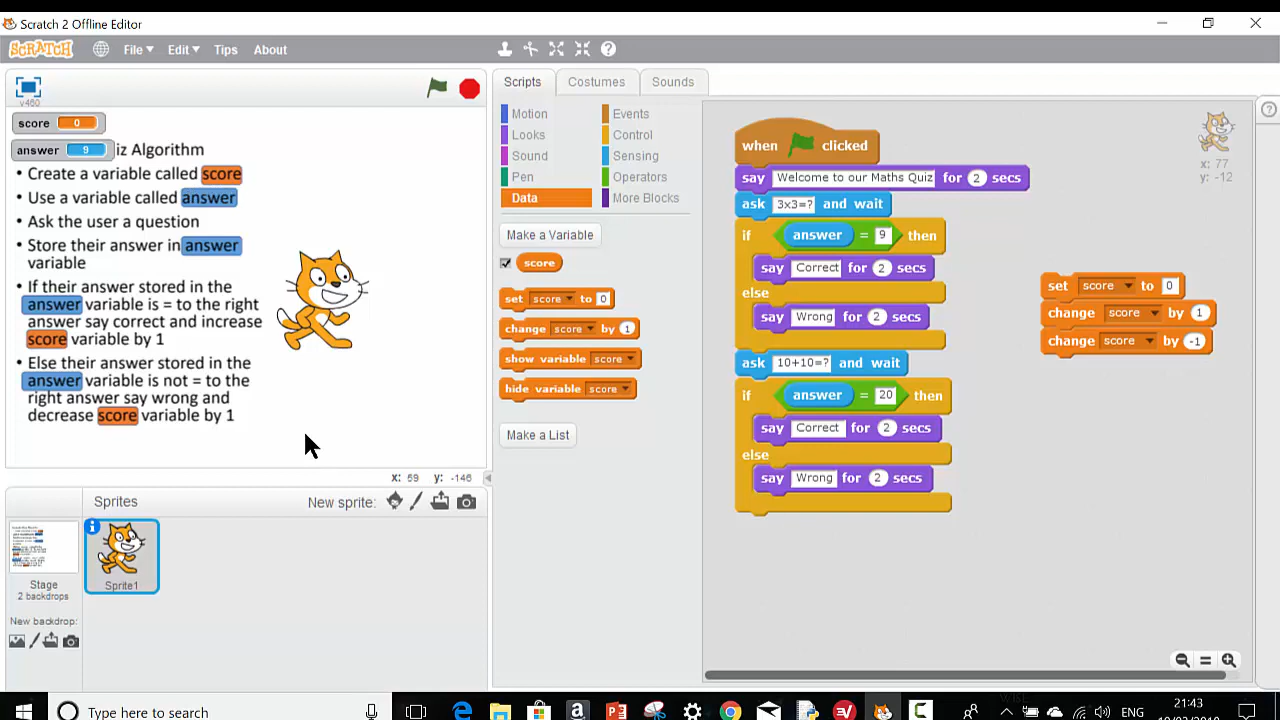 Scratch 2 Offline Editor
SCRATCH File Edit Tips About
v460
score 0
answer 9 iz Algorithm
• Create a variable called score
• Use a variable called answer
• Ask the user a question
• Store their answer in answer
variable
• If their answer stored in the
answer variable is = to the right
answer say correct and increase
score variable by 1
• Else their answer stored in the
answer variable is not = to the
right answer say wrong and
decrease score variable by 1
x: 59 y: -146
Sprites New sprite:
Sprite1
Stage
2 backdrops
New backdrop:
Scripts Costumes Sounds
Motion Events
Looks Control
Sound Sensing
Pen Operators
Data More Blocks
Make a Variable
score
set score to 0
change score by 1
show variable score
hide variable score
Make a List
when clicked
say Welcome to our Maths Quiz for 2 secs
ask 3x3=? and wait
if answer = 9 then
say Correct for 2 secs
else
say Wrong for 2 secs
ask 10+10=? and wait
if answer = 20 then
say Correct for 2 secs
else
say Wrong for 2 secs
set score to 0
change score by 1
change score by -1
x: 77
y: -12
Type here to search
21:43